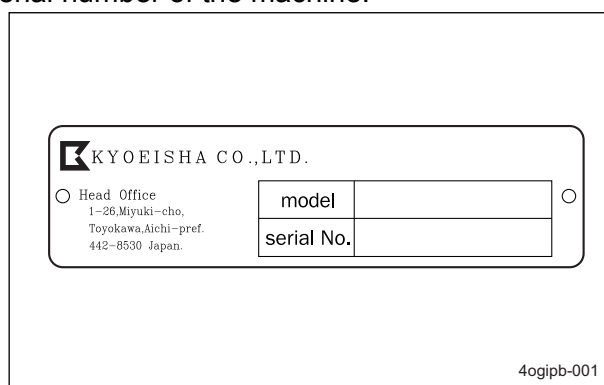 serial number of the machine.
KYOEISHA CO.,LTD.
Head Office
1-26,Miyuki-cho,
Toyokawa,Aichi-pref.
442-8530 Japan.
model
serial No.
4ogipb-001